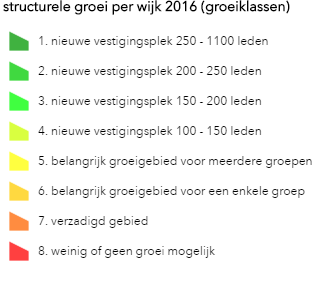 structurele groei per wijk 2016 (groeiklassen)
1. nieuwe vestigingsplek 250 - 1100 leden
2. nieuwe vestigingsplek 200 - 250 leden
3. nieuwe vestigingsplek 150 - 200 leden
4. nieuwe vestigingsplek 100 - 150 leden
5. belangrijk groeigebied voor meerdere groepen
6. belangrijk groeigebied voor een enkele groep
7. verzadigd gebied
8. weinig of geen groei mogelijk